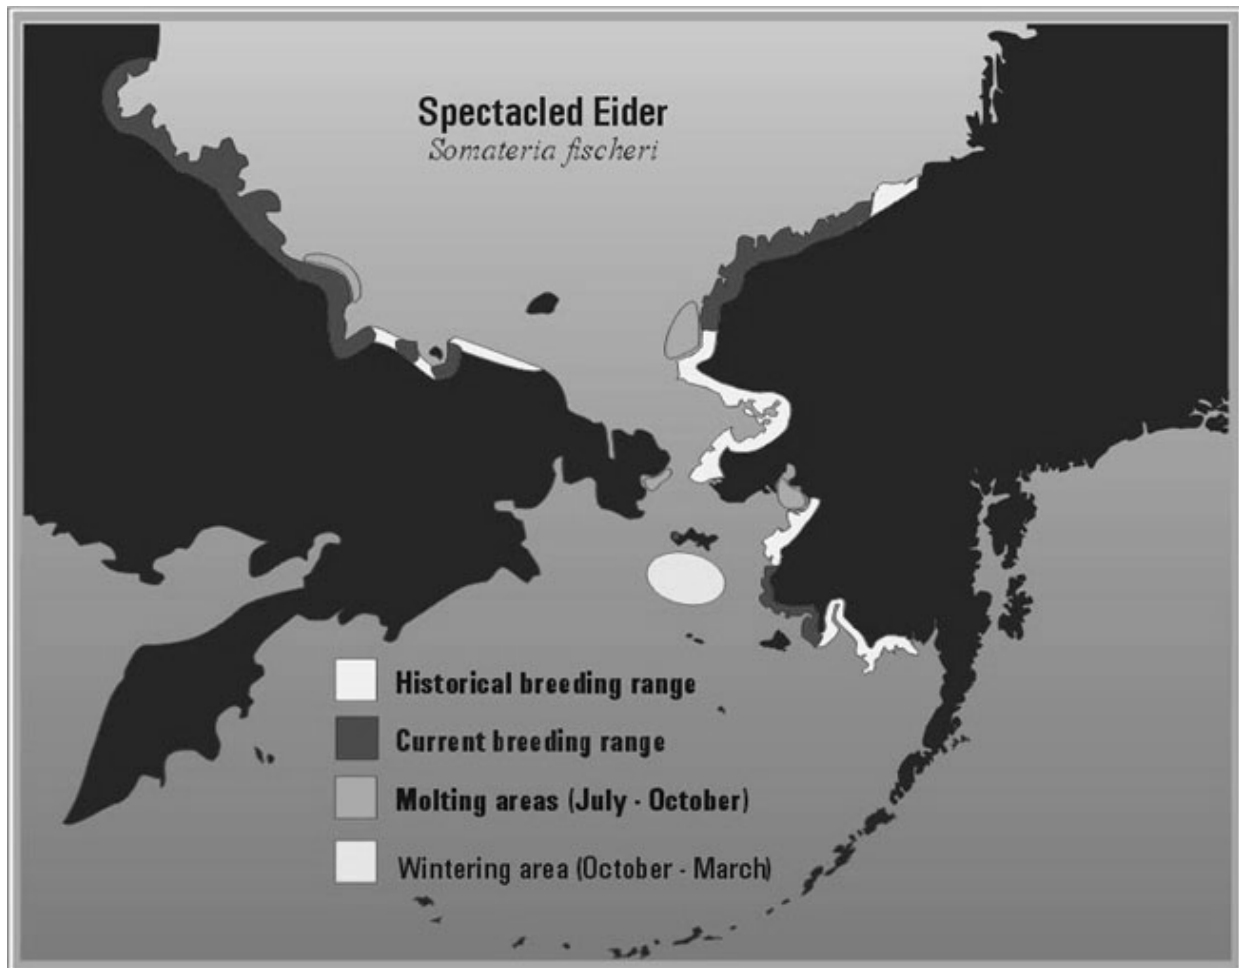 Spectacled Eider
Somateria fischeri
Historical breeding range
Current breeding range
Molting areas (July - October)
Wintering area (October - March)